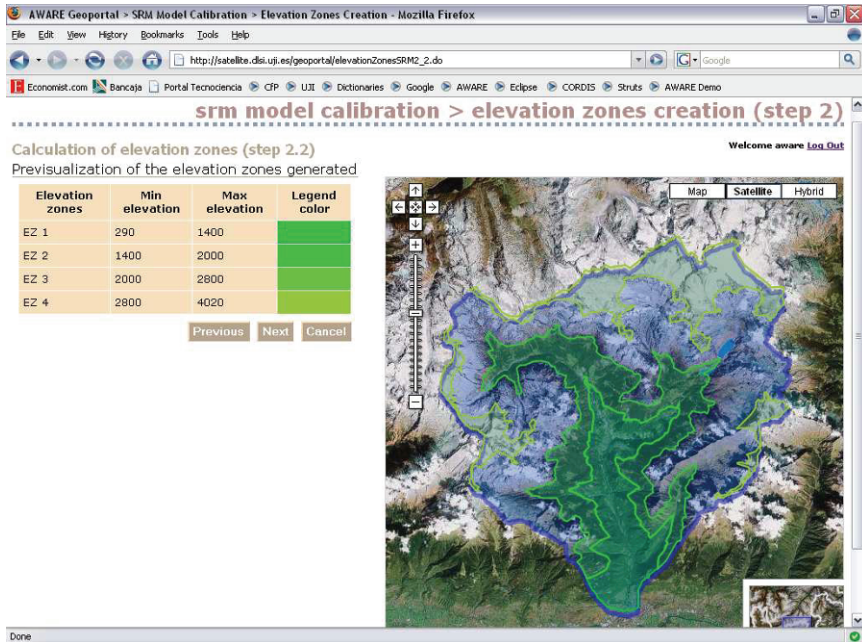 AWARE Geoportal > SRM Model Calibration > Elevation Zones Creation - Mozilla Firefox
File Edit View History Bookmarks Tools Help
http://satellite.dlsi.uji.es/geoportal/elevationZonesSRM2_2.do
G Google
Economist.com Bancaja Portal Tecnociencia CfP UJI Dictionaries Google AWARE Eclipse CORDIS Struts AWARE Demo
srm model calibration > elevation zones creation (step 2)
Welcome aware Log Out
Calculation of elevation zones (step 2.2)
Previsualization of the elevation zones generated
Elevation zones Min elevation Max elevation Legend color
EZ 1 290 1400
EZ 2 1400 2000
EZ 3 2000 2800
EZ 4 2800 4020
Previous Next Cancel
Map Satellite Hybrid
Done